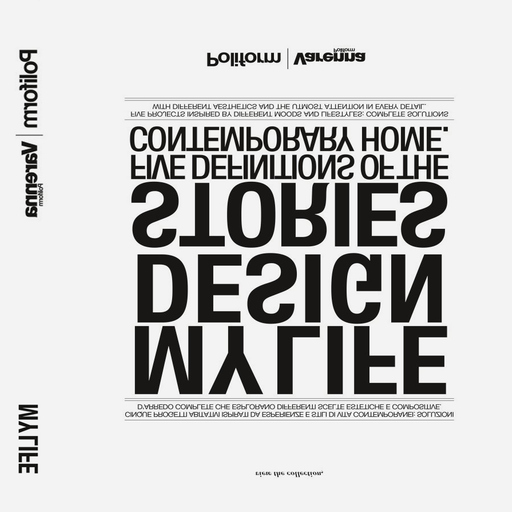 view the collection.
CINQUE PROGETTI ABITATIVI ISPIRATI DA ESPERIENZE E STILI DI VITA CONTEMPORANEI: SOLUZIONI
D'ARREDO COMPLETE CHE ESPLORANO DIFFERENTI SCELTE ESTETICHE E COMPOSITIVE.
MY LIFE
DESIGN
STORIES
FIVE DEFINITIONS OF THE
CONTEMPORARY HOME.
FIVE PROJECTS INSPIRED BY DIFFERENT MOODS AND LIFESTYLES: COMPLETE SOLUTIONS
WITH DIFFERENT AESTHETICS AND THE UTMOST ATTENTION IN EVERY DETAIL.
Poliform | Varenna
Poliform
MY LIFE
Poliform | Varenna
Poliform